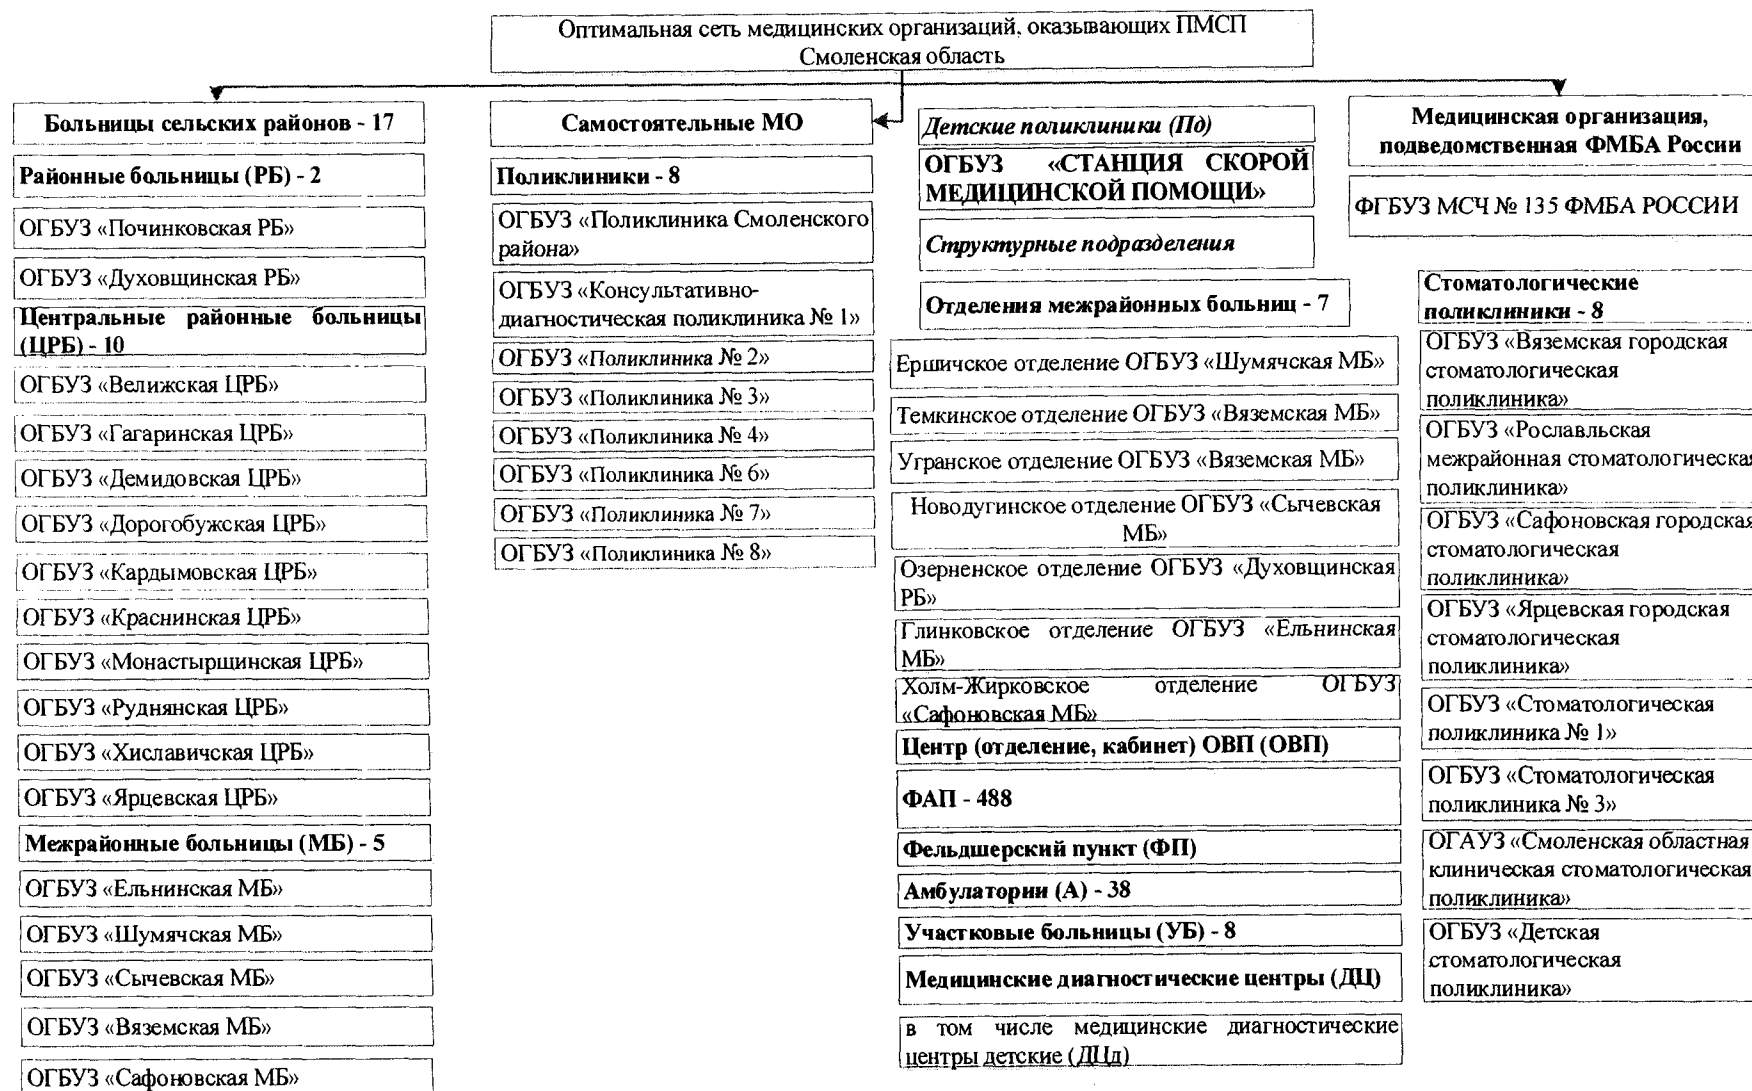 Оптимальная сеть медицинских организаций, оказывающих ПМСП
Смоленская область
Больницы сельских районов - 17
Районные больницы (РБ) - 2
ОГБУЗ «Починковская РБ»
ОГБУЗ «Духовщинская РБ»
Центральные районные больницы
(ЦРБ) - 10
ОГБУЗ «Велижская ЦРБ»
ОГБУЗ «Гагаринская ЦРБ»
ОГБУЗ «Демидовская ЦРБ»
ОГБУЗ «Дорогобужская ЦРБ»
ОГБУЗ «Кардымовская ЦРБ»
ОГБУЗ «Краснинская ЦРБ»
ОГБУЗ «Монастырщинская ЦРБ»
ОГБУЗ «Руднянская ЦРБ»
ОГБУЗ «Хиславичская ЦРБ»
ОГБУЗ «Ярцевская ЦРБ»
Межрайонные больницы (МБ) - 5
ОГБУЗ «Ельнинская МБ»
ОГБУЗ «Шумячская МБ»
ОГБУЗ «Сычевская МБ»
ОГБУЗ «Вяземская МБ»
ОГБУЗ «Сафоновская МБ»
Самостоятельные МО
Поликлиники - 8
ОГБУЗ «Поликлиника Смоленского
района»
ОГБУЗ «Консультативно-
диагностическая поликлиника № 1»
ОГБУЗ «Поликлиника № 2»
ОГБУЗ «Поликлиника № 3»
ОГБУЗ «Поликлиника № 4»
ОГБУЗ «Поликлиника № 6»
ОГБУЗ «Поликлиника № 7»
ОГБУЗ «Поликлиника № 8»
Детские поликлиники (Пд)
ОГБУЗ «СТАНЦИЯ СКОРОЙ
МЕДИЦИНСКОЙ ПОМОЩИ»
Структурные подразделения
Отделения межрайонных больниц - 7
Ершичское отделение ОГБУЗ «Шумячская МБ»
Темкинское отделение ОГБУЗ «Вяземская МБ»
Угранское отделение ОГБУЗ «Вяземская МБ»
Новодугинское отделение ОГБУЗ «Сычевская
МБ»
Озерненское отделение ОГБУЗ «Духовщинская
РБ»
Глинковское отделение ОГБУЗ «Ельнинская
МБ»
Холм-Жирковское отделение ОГБУЗ
«Сафоновская МБ»
Центр (отделение, кабинет) ОВП (ОВП)
ФАП - 488
Фельдшерский пункт (ФП)
Амбулатории (А) - 38
Участковые больницы (УБ) - 8
Медицинские диагностические центры (ДЦ)
в том числе медицинские диагностические
центры детские (ДЦд)
Медицинская организация,
подведомственная ФМБА России
ФГБУЗ МСЧ № 135 ФМБА РОССИИ
Стоматологические
поликлиники - 8
ОГБУЗ «Вяземская городская
стоматологическая
поликлиника»
ОГБУЗ «Рославльская
межрайонная стоматологическая
поликлиника»
ОГБУЗ «Сафоновская городская
стоматологическая
поликлиника»
ОГБУЗ «Ярцевская городская
стоматологическая
поликлиника»
ОГБУЗ «Стоматологическая
поликлиника № 1»
ОГБУЗ «Стоматологическая
поликлиника № 3»
ОГАУЗ «Смоленская областная
клиническая стоматологическая
поликлиника»
ОГБУЗ «Детская
стоматологическая
поликлиника»